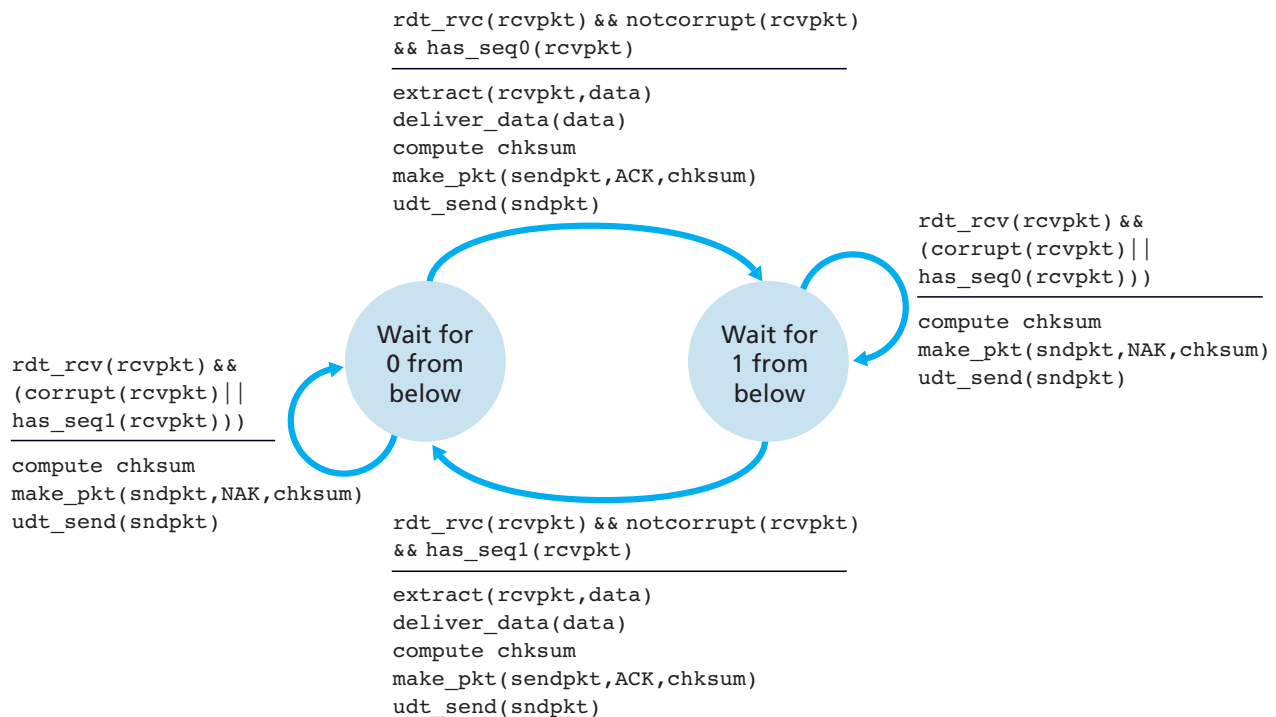 rdt_rvc(rcvpkt) && notcorrupt(rcvpkt)
&& has_seq0(rcvpkt)
extract(rcvpkt,data)
deliver_data(data)
compute chksum
make_pkt(sendpkt,ACK,chksum)
udt_send(sndpkt)
rdt_rcv(rcvpkt) &&
(corrupt(rcvpkt)||
has_seq0(rcvpkt)))
compute chksum
make_pkt(sndpkt,NAK,chksum)
udt_send(sndpkt)
Wait for
0 from
below
Wait for
1 from
below
rdt_rcv(rcvpkt) &&
(corrupt(rcvpkt)||
has_seq1(rcvpkt)))
compute chksum
make_pkt(sndpkt,NAK,chksum)
udt_send(sndpkt)
rdt_rvc(rcvpkt) && notcorrupt(rcvpkt)
&& has_seq1(rcvpkt)
extract(rcvpkt,data)
deliver_data(data)
compute chksum
make_pkt(sendpkt,ACK,chksum)
udt_send(sndpkt)